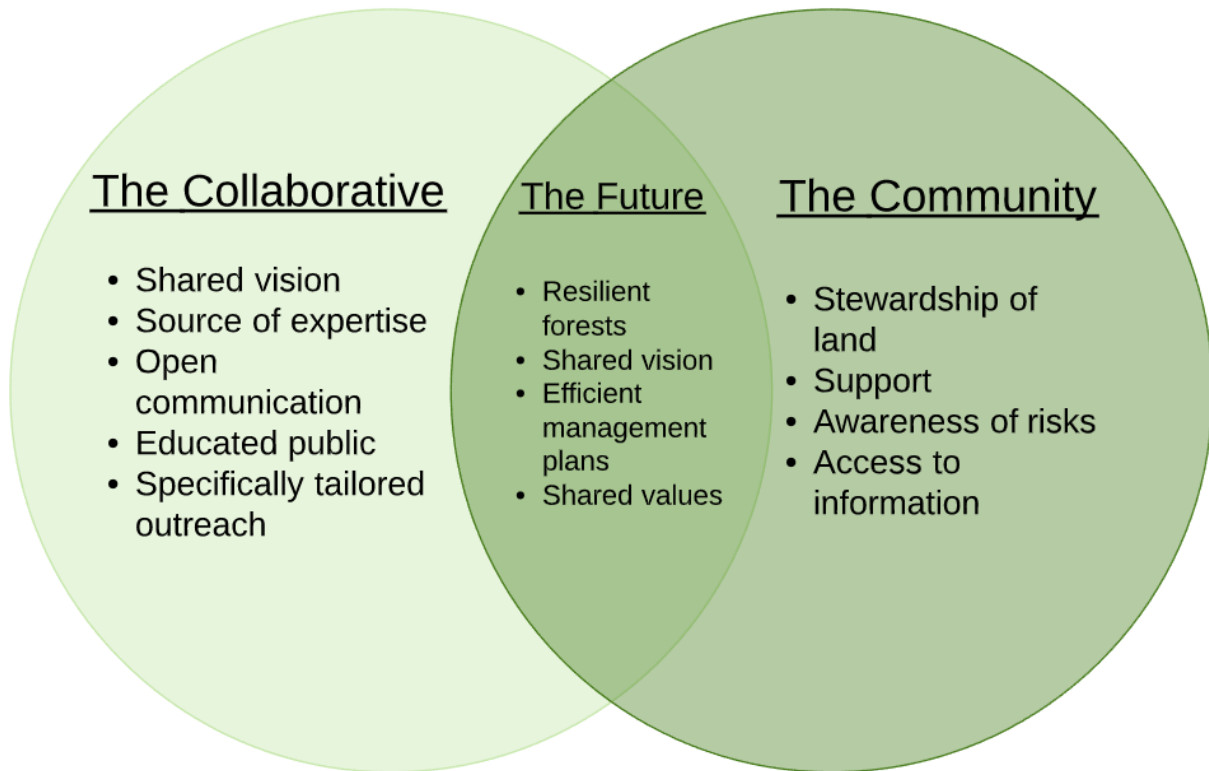 The Collaborative
• Shared vision
• Source of expertise
• Open
communication
• Educated public
• Specifically tailored
outreach
The Future
• Resilient
forests
• Shared vision
• Efficient
management
plans
• Shared values
The Community
• Stewardship of
land
• Support
• Awareness of risks
• Access to
information